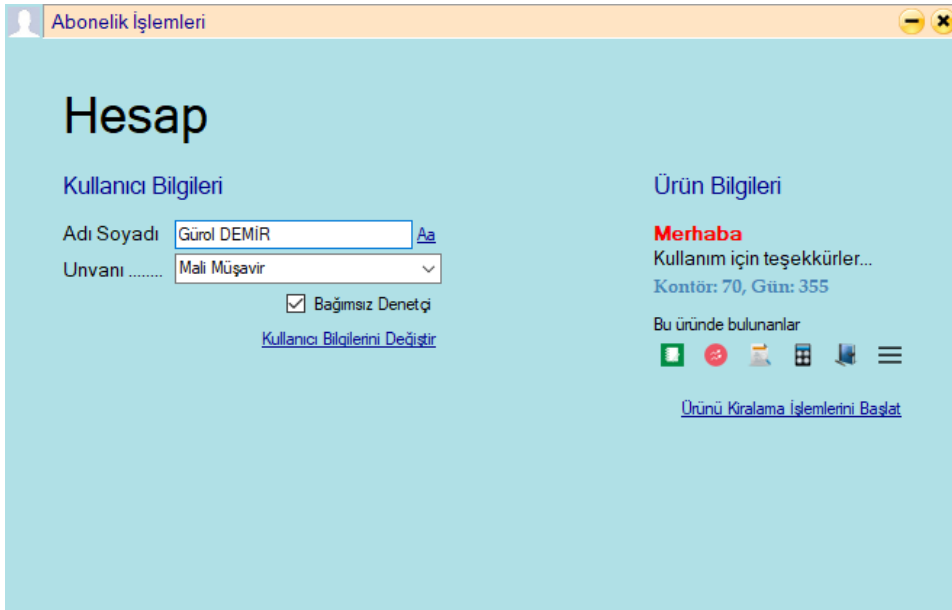 Abonelik İşlemleri
Hesap
Kullanıcı Bilgileri
Adı Soyadı Gürol DEMİR Aa
Unvanı ........ Mali Müşavir
Bağımsız Denetçi
Kullanıcı Bilgilerini Değiştir
Ürün Bilgileri
Merhaba
Kullanım için teşekkürler...
Kontör: 70, Gün: 355
Bu üründe bulunanlar
Ürünü Kiralama İşlemlerini Başlat